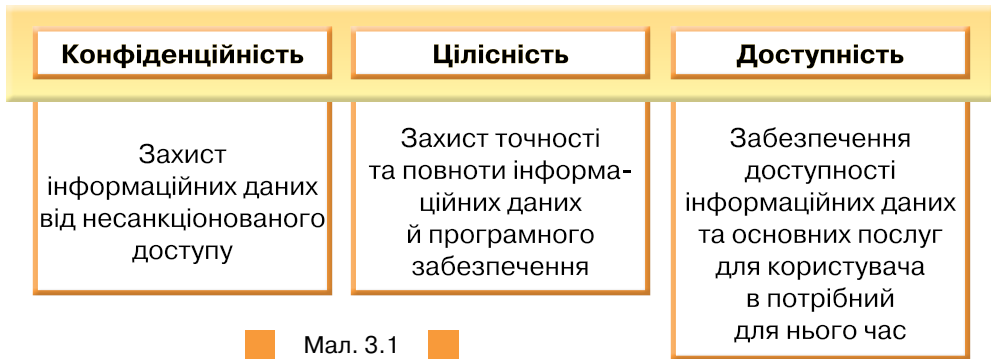 Конфіденційність
Захист
інформаційних даних
від несанкціонованого
доступу
Цілісність
Захист точності
та повноти інформа-
ційних даних
й програмного
забезпечення
Доступність
Забезпечення
доступності
інформаційних даних
та основних послуг
для користувача
в потрібний
для нього час
Мал. 3.1